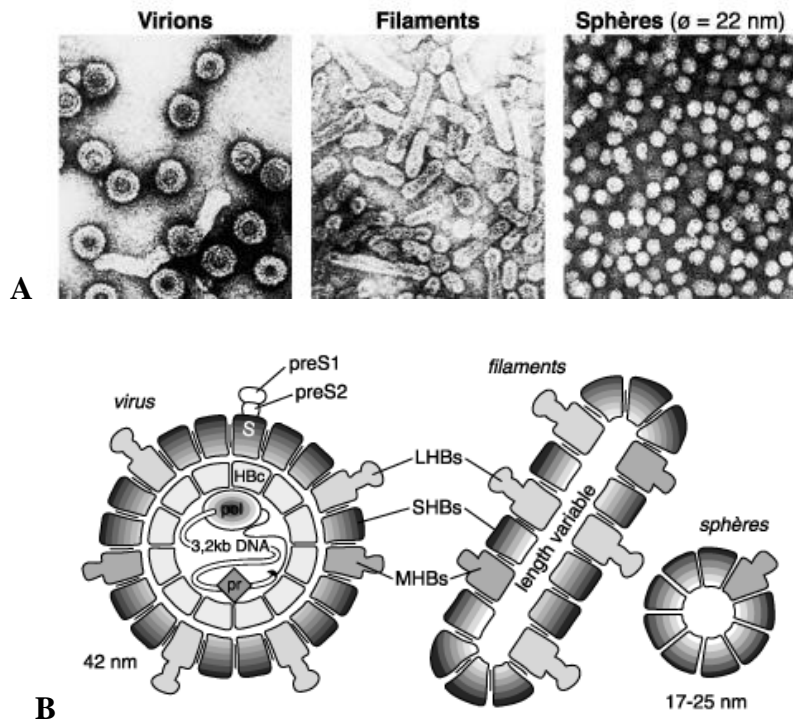 Virions
Filaments
Sphères (ø = 22 nm)
A
preS1
preS2
virus
S
HBc
pol
3,2kb DNA
pr
42 nm
LHBs
SHBs
MHBs
filaments
length variable
sphères
17-25 nm
B